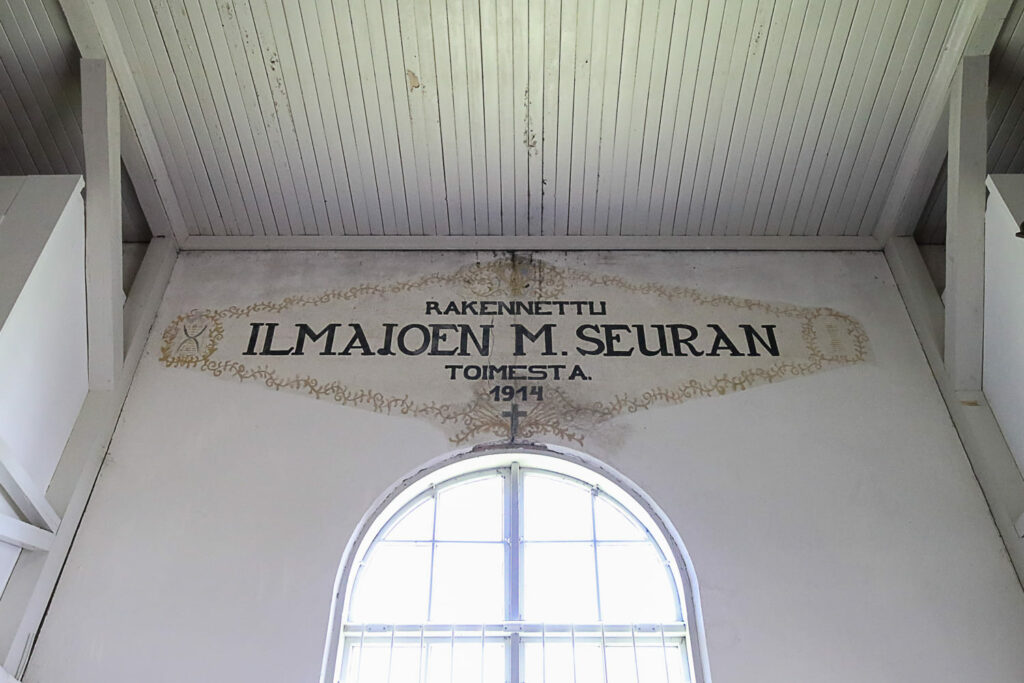 RAKENNETTU
ILMAJOEN M. SEURAN
TOIMESTA.
1914